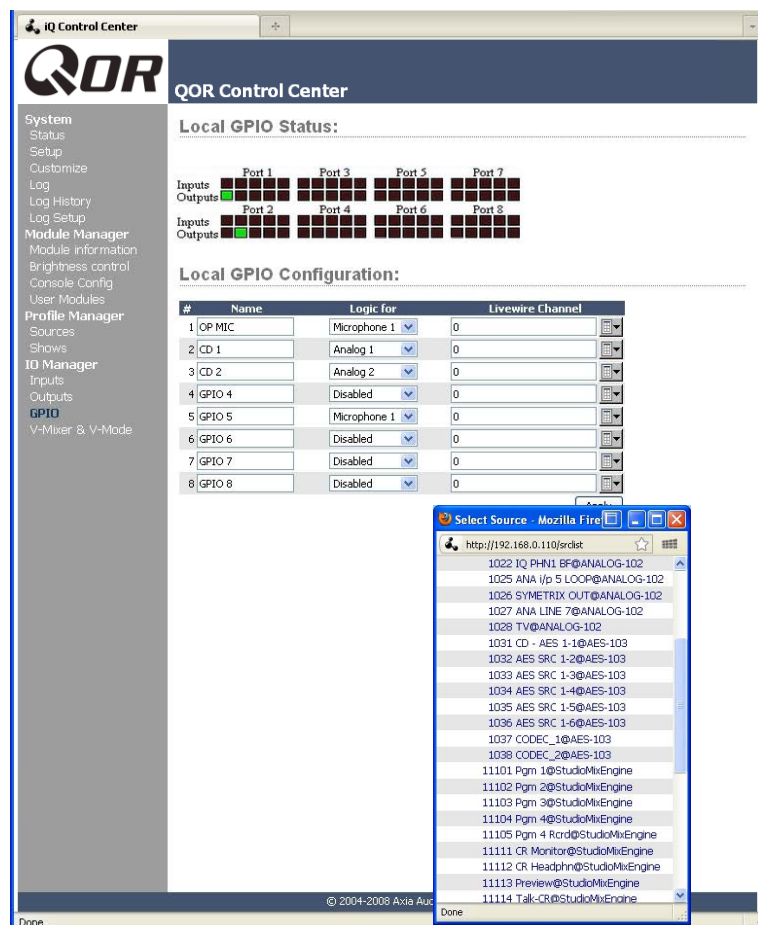 iQ Control Center
QOR
QOR Control Center
System
Status
Setup
Customize
Log
Log History
Log Setup
Module Manager
Module information
Brightness control
Console Config
User Modules
Profile Manager
Sources
Shows
IO Manager
Inputs
Outputs
GPIO
V-Mixer & V-Mode
Local GPIO Status:
Port 1 Port 3 Port 5 Port 7
Inputs
Outputs
Port 2 Port 4 Port 6 Port 8
Inputs
Outputs
Local GPIO Configuration:
# Name Logic for Livewire Channel
1 OP MIC Microphone 1 0
2 CD 1 Analog 1 0
3 CD 2 Analog 2 0
4 GPIO 4 Disabled 0
5 GPIO 5 Microphone 1 0
6 GPIO 6 Disabled 0
7 GPIO 7 Disabled 0
8 GPIO 8 Disabled 0
Apply
Select Source - Mozilla Fire
http://192.168.0.110/srclist
1022 IQ PHN1 BF@ANALOG-102
1025 ANA i/p 5 LOOP@ANALOG-102
1026 SYMETRIX OUT@ANALOG-102
1027 ANA LINE 7@ANALOG-102
1028 TV@ANALOG-102
1031 CD - AES 1-1@AES-103
1032 AES SRC 1-2@AES-103
1033 AES SRC 1-3@AES-103
1034 AES SRC 1-4@AES-103
1035 AES SRC 1-5@AES-103
1036 AES SRC 1-6@AES-103
1037 CODEC_1@AES-103
1038 CODEC_2@AES-103
11101 Pgm 1@StudioMixEngine
11102 Pgm 2@StudioMixEngine
11103 Pgm 3@StudioMixEngine
11104 Pgm 4@StudioMixEngine
11105 Pgm 4 Rcrd@StudioMixEngine
11111 CR Monitor@StudioMixEngine
11112 CR Headphn@StudioMixEngine
11113 Preview@StudioMixEngine
11114 Talk-CR@StudioMixEngine
Done
© 2004-2008 Axia Aud
Done